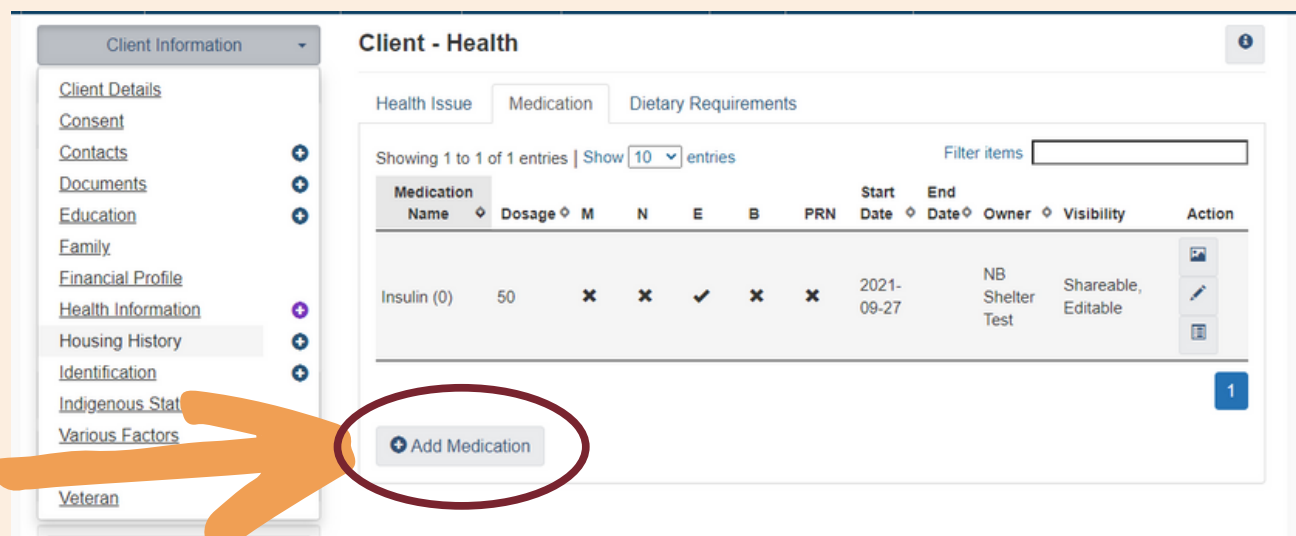 Client Information
Client Details
Consent
Contacts
Documents
Education
Family
Financial Profile
Health Information
Housing History
Identification
Indigenous Stat
Various Factors
Veteran
Client - Health
Health Issue Medication Dietary Requirements
Showing 1 to 1 of 1 entries | Show 10 entries Filter items
Medication Name Dosage M N E B PRN Start Date End Date Owner Visibility Action
Insulin (0) 50 2021-09-27 NB Shelter Test Shareable, Editable
1
Add Medication